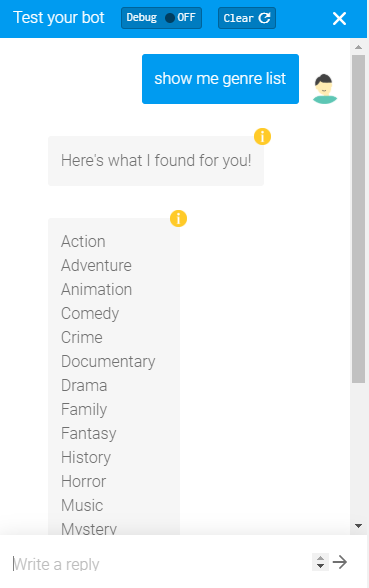 Test your bot
Debug OFF
Clear
show me genre list
Here's what I found for you!
Action
Adventure
Animation
Comedy
Crime
Documentary
Drama
Family
Fantasy
History
Horror
Music
Mystery
Write a reply